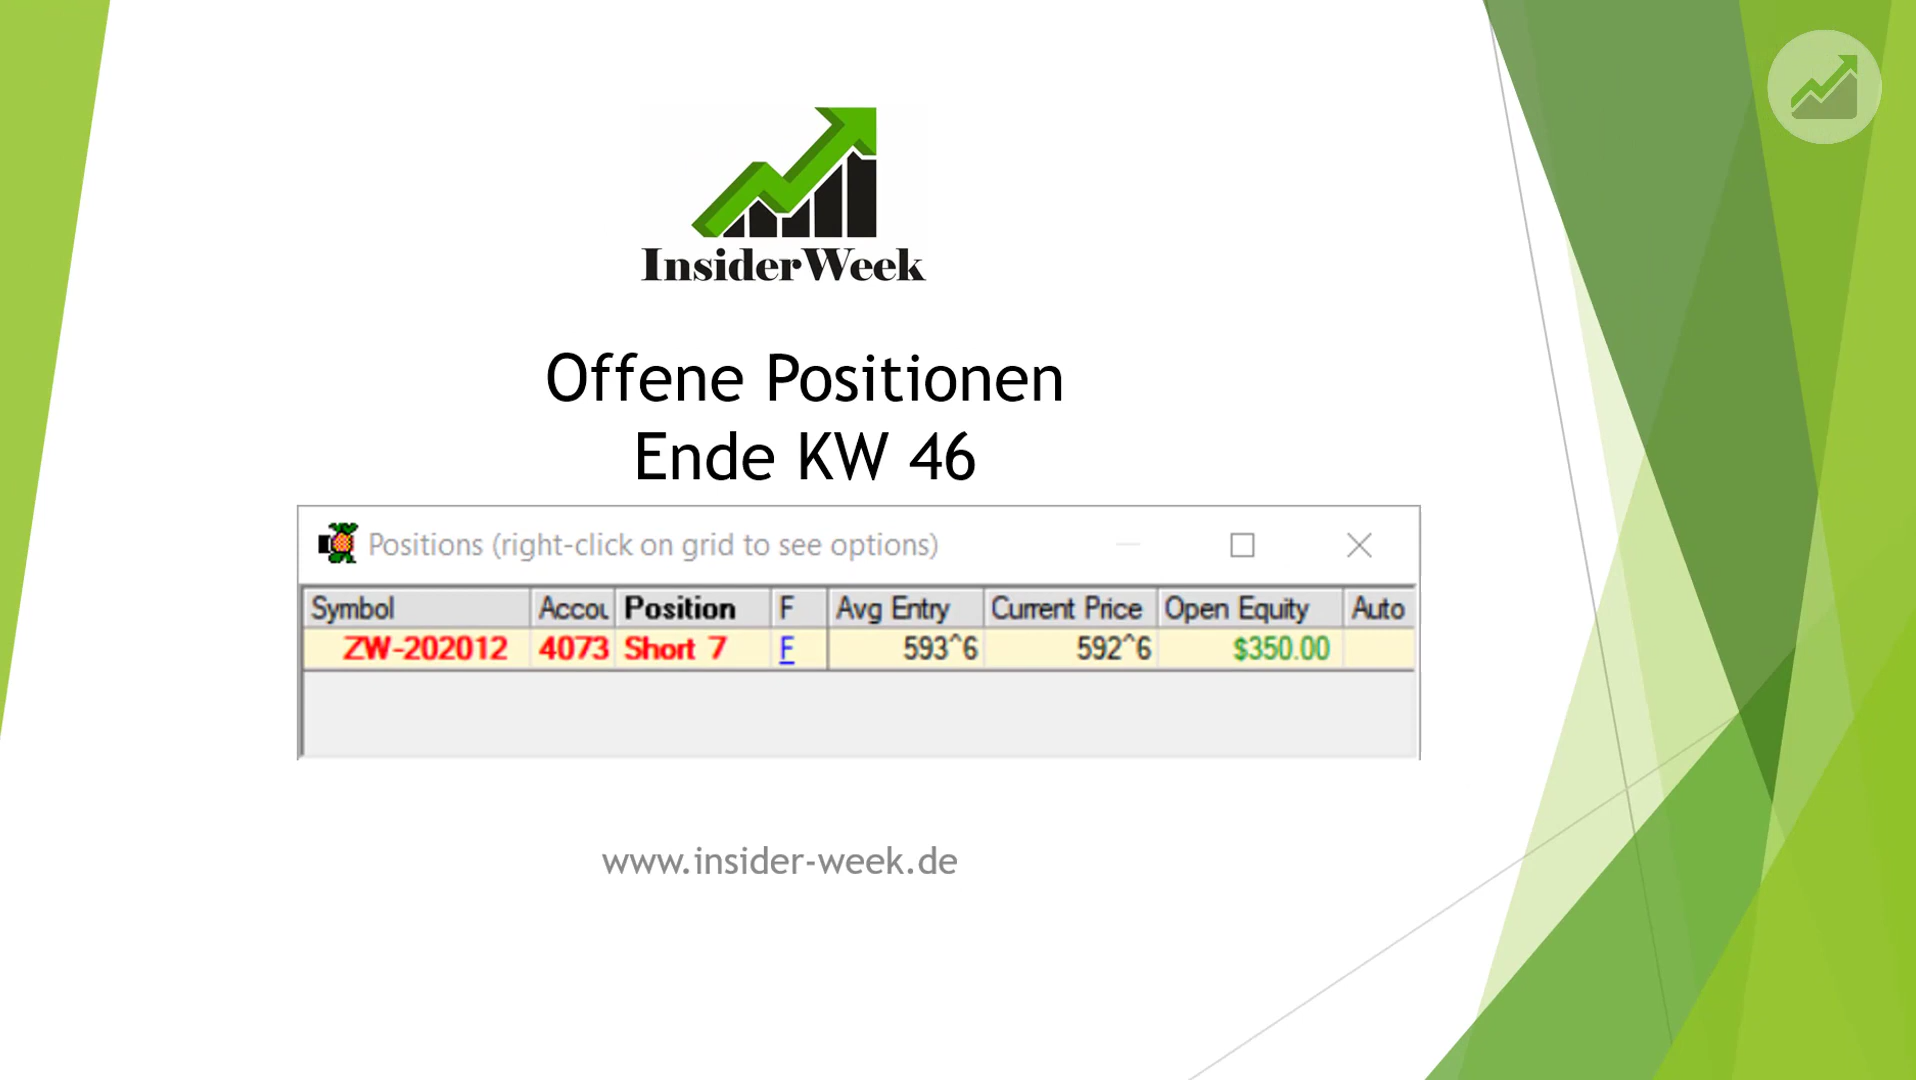 InsiderWeek
Offene Positionen
Ende KW 46
Positions (right-click on grid to see options)
Symbol Accou Position F Avg Entry Current Price Open Equity Auto
ZW-202012 4073 Short 7 F 593^6 592^6 $350.00
www.insider-week.de